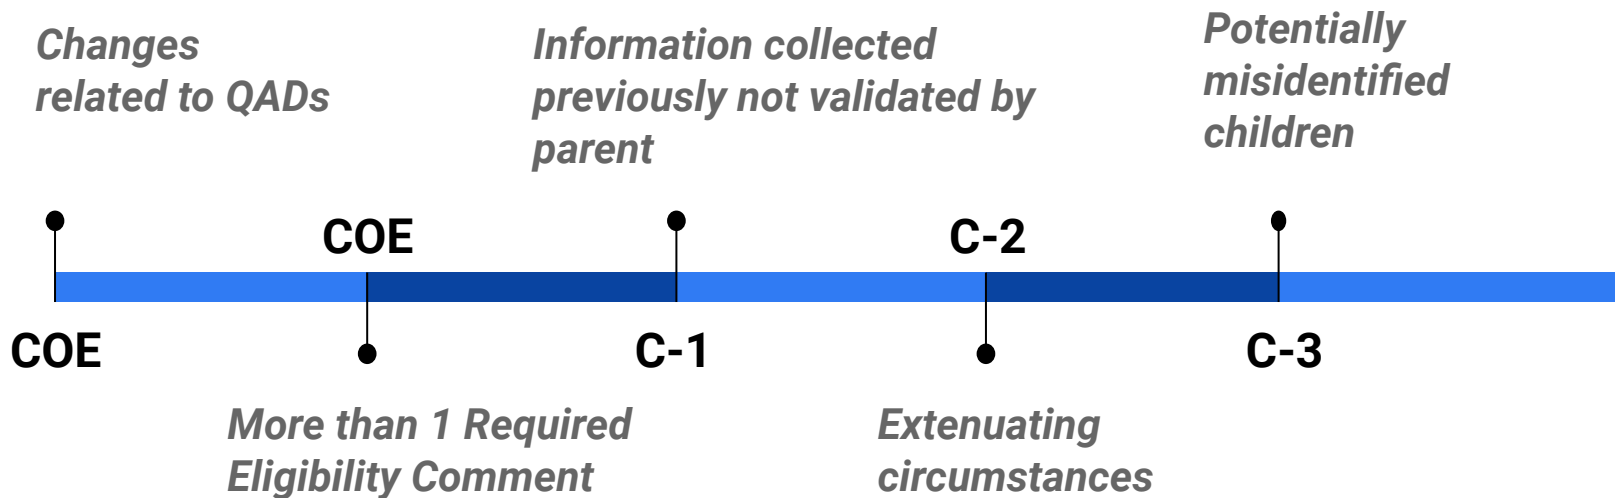 Changes
related to QADs
Information collected
previously not validated by
parent
Potentially
misidentified
children
COE
C-2
COE
C-1
C-3
More than 1 Required
Eligibility Comment
Extenuating
circumstances